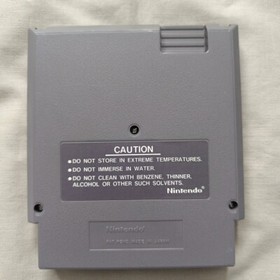 CAUTION
•DO NOT STORE IN EXTREME TEMPERATURES.
•DO NOT IMMERSE IN WATER.
•DO NOT CLEAN WITH BENZENE, THINNER,
ALCOHOL OR OTHER SUCH SOLVENTS.
Nintendo®
Nintendo